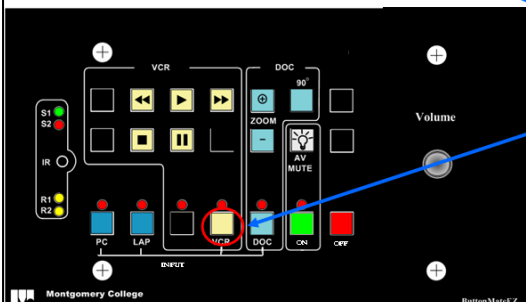 VCR
DOC
90°
ZOOM
Volume
S1
S2
IR
AV
MUTE
R1
R2
PC
LAP
VCR
DOC
ON
OFF
INPUT
Montgomery College
ButtonMateEZ